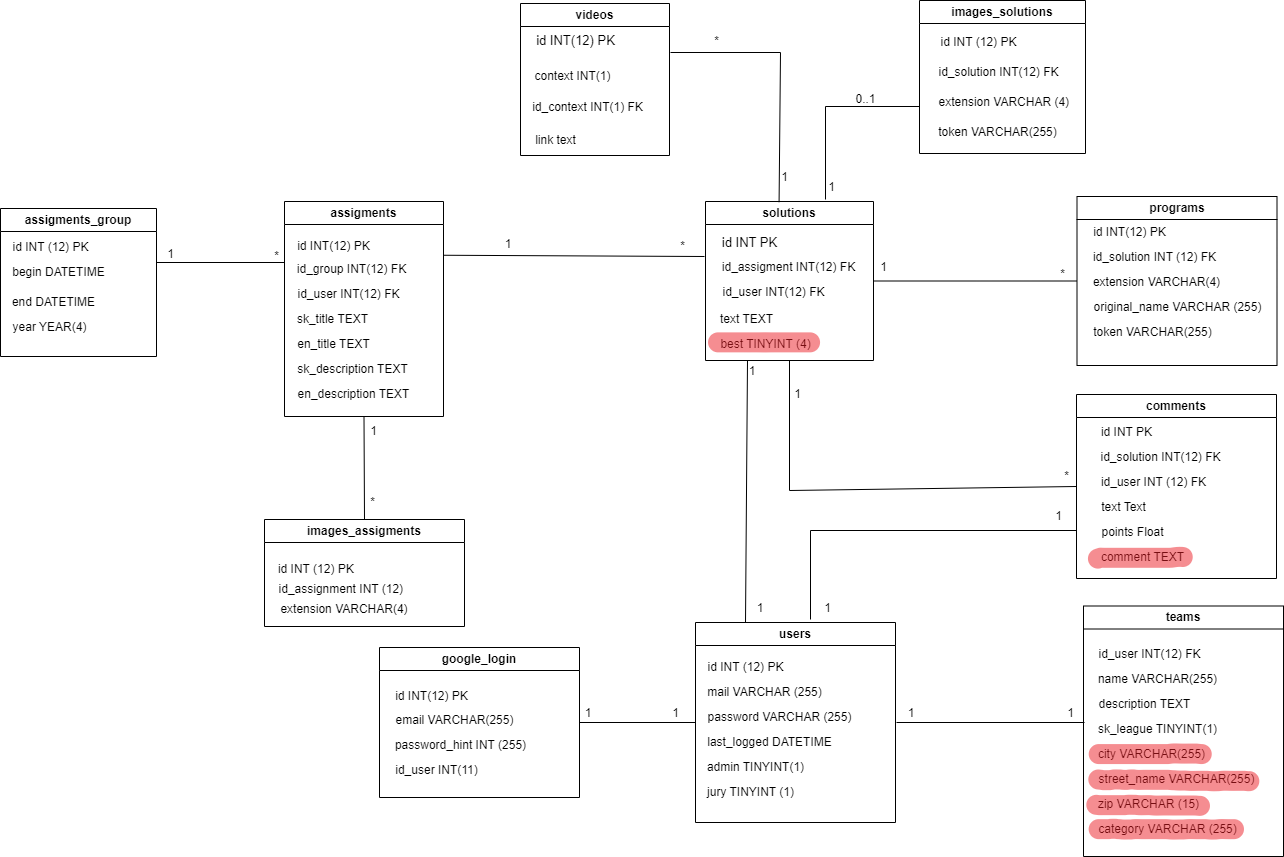 videos
id INT(12) PK
context INT(1)
id_context INT(1) FK
link text
*
1
images_solutions
id INT (12) PK
id_solution INT(12) FK
extension VARCHAR (4)
token VARCHAR(255)
0..1
1
assigments_group
id INT (12) PK
begin DATETIME
end DATETIME
year YEAR(4)
1
*
assigments
id INT(12) PK
id_group INT(12) FK
id_user INT(12) FK
sk_title TEXT
en_title TEXT
sk_description TEXT
en_description TEXT
1
*
solutions
id INT PK
id_assigment INT(12) FK
id_user INT(12) FK
text TEXT
best TINYINT (4)
1
*
programs
id INT(12) PK
id_solution INT (12) FK
extension VARCHAR(4)
original_name VARCHAR (255)
token VARCHAR(255)
1
*
images_assigments
id INT (12) PK
id_assignment INT (12)
extension VARCHAR(4)
1
1
*
comments
id INT PK
id_solution INT(12) FK
id_user INT (12) FK
text Text
points Float
comment TEXT
1
1
1
google_login
id INT(12) PK
email VARCHAR(255)
password_hint INT (255)
id_user INT(11)
1
1
users
id INT (12) PK
mail VARCHAR (255)
password VARCHAR (255)
last_logged DATETIME
admin TINYINT(1)
jury TINYINT (1)
1
1
teams
id_user INT(12) FK
name VARCHAR(255)
description TEXT
sk_league TINYINT(1)
city VARCHAR(255)
street_name VARCHAR(255)
zip VARCHAR (15)
category VARCHAR (255)